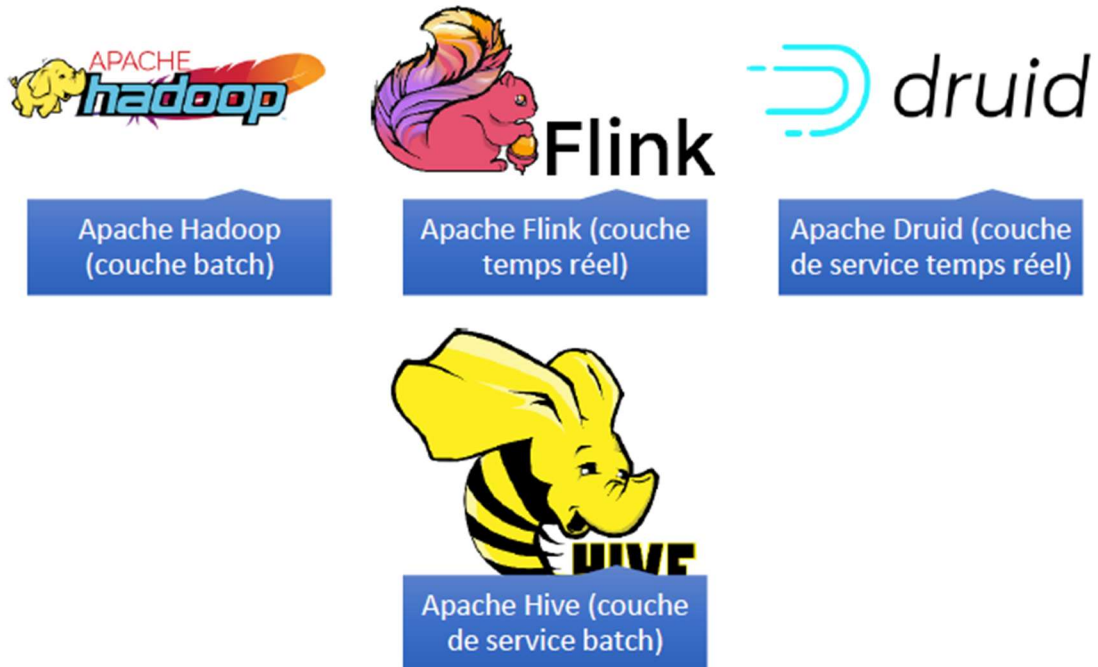 APACHE
hadoop
Flink
druid
Apache Hadoop
(couche batch)
Apache Flink (couche
temps réel)
Apache Druid (couche
de service temps réel)
HIVE
Apache Hive (couche
de service batch)